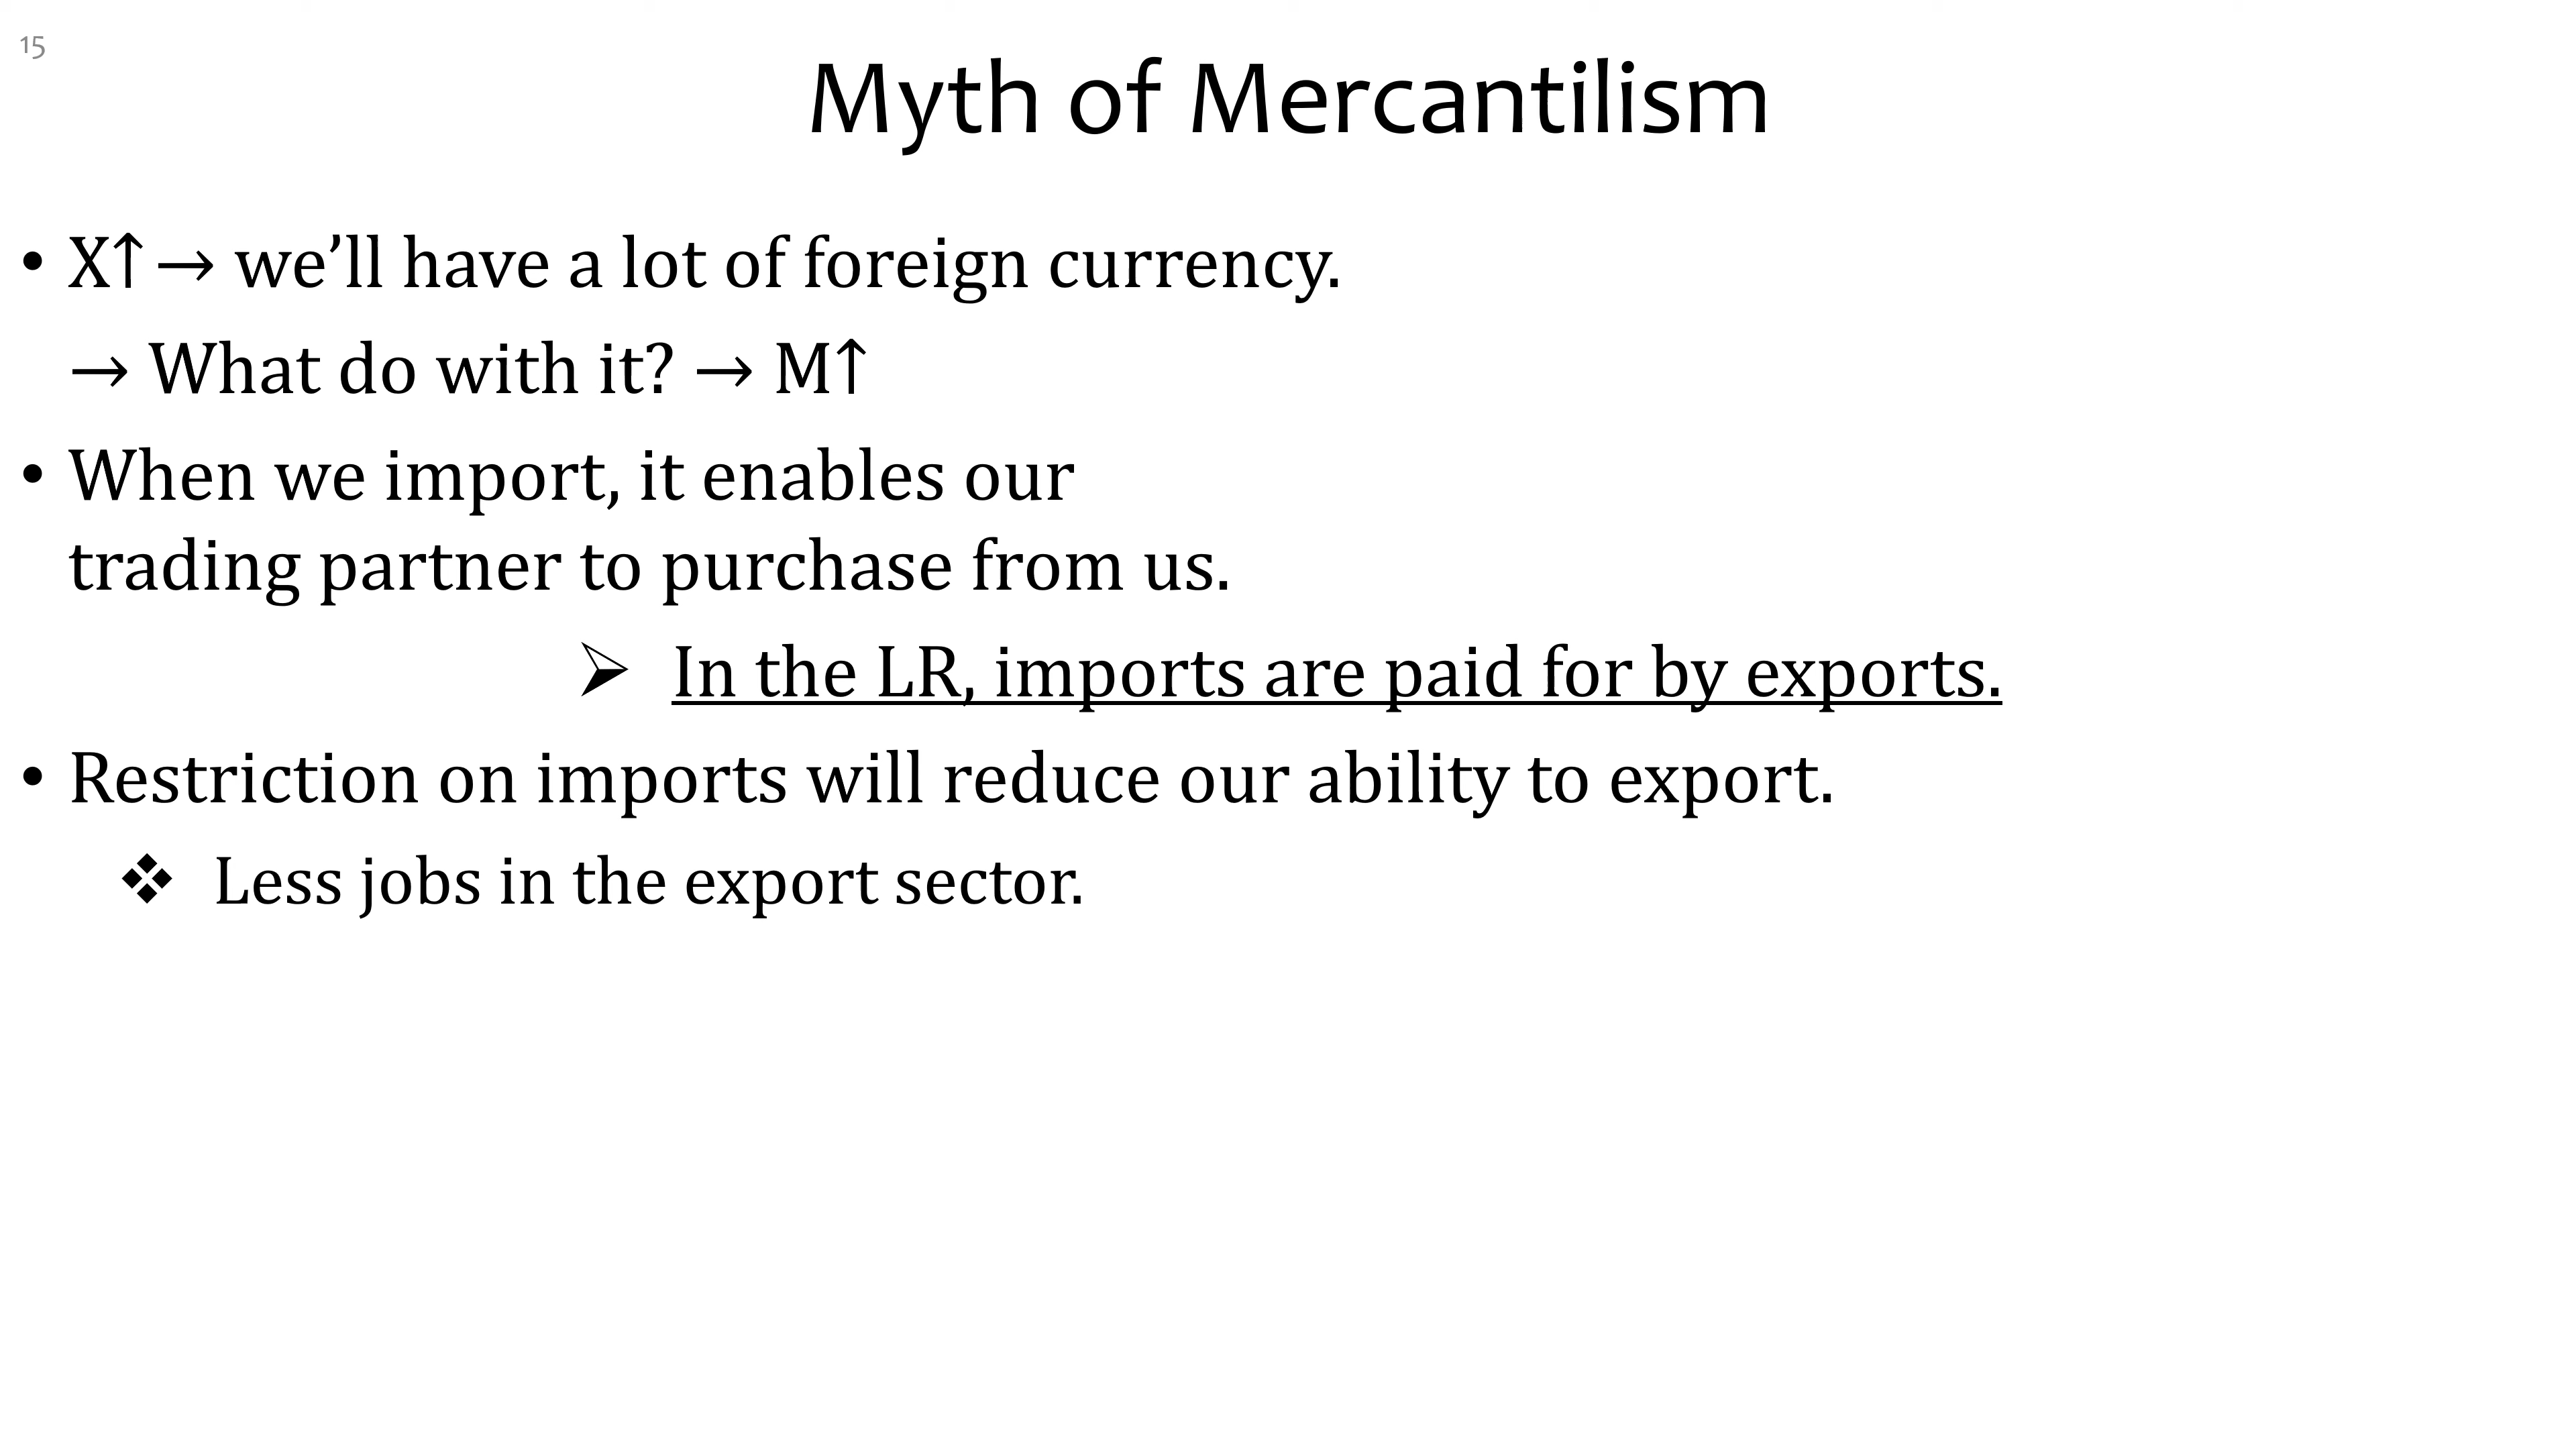 15
Myth of Mercantilism
• X↑→ we’ll have a lot of foreign currency.
→ What do with it? → M↑
• When we import, it enables our
trading partner to purchase from us.
➢ In the LR, imports are paid for by exports.
• Restriction on imports will reduce our ability to export.
❖ Less jobs in the export sector.